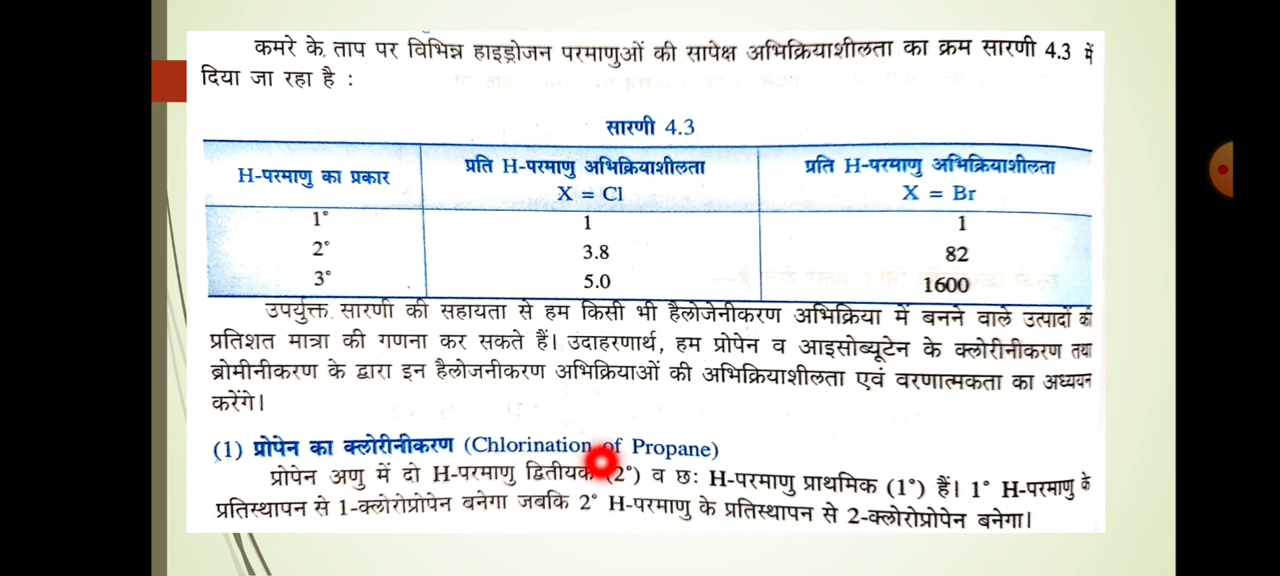 कमरे के ताप पर विभिन्न हाइड्रोजन परमाणुओं की सापेक्ष अभिक्रियाशीलता का क्रम सारणी 4.3 में
दिया जा रहा है :
सारणी 4.3
H-परमाणु का प्रकार प्रति H-परमाणु अभिक्रियाशीलता X = Cl प्रति H-परमाणु अभिक्रियाशीलता X = Br
1° 1 1
2° 3.8 82
3° 5.0 1600
उपर्युक्त सारणी की सहायता से हम किसी भी हैलोजेनीकरण अभिक्रिया में बनने वाले उत्पादों की
प्रतिशत मात्रा की गणना कर सकते हैं। उदाहरणार्थ, हम प्रोपेन व आइसोब्यूटेन के क्लोरीनीकरण तथा
ब्रोमीनीकरण के द्वारा इन हैलोजनीकरण अभिक्रियाओं की अभिक्रियाशीलता एवं वरणात्मकता का अध्ययन
करेंगे।
(1) प्रोपेन का क्लोरीनीकरण (Chlorination of Propane)
प्रोपेन अणु में दो H-परमाणु द्वितीयक (2°) व छः H-परमाणु प्राथमिक (1°) हैं। 1° H-परमाणु के
प्रतिस्थापन से 1-क्लोरोप्रोपेन बनेगा जबकि 2° H-परमाणु के प्रतिस्थापन से 2-क्लोरोप्रोपेन बनेगा।